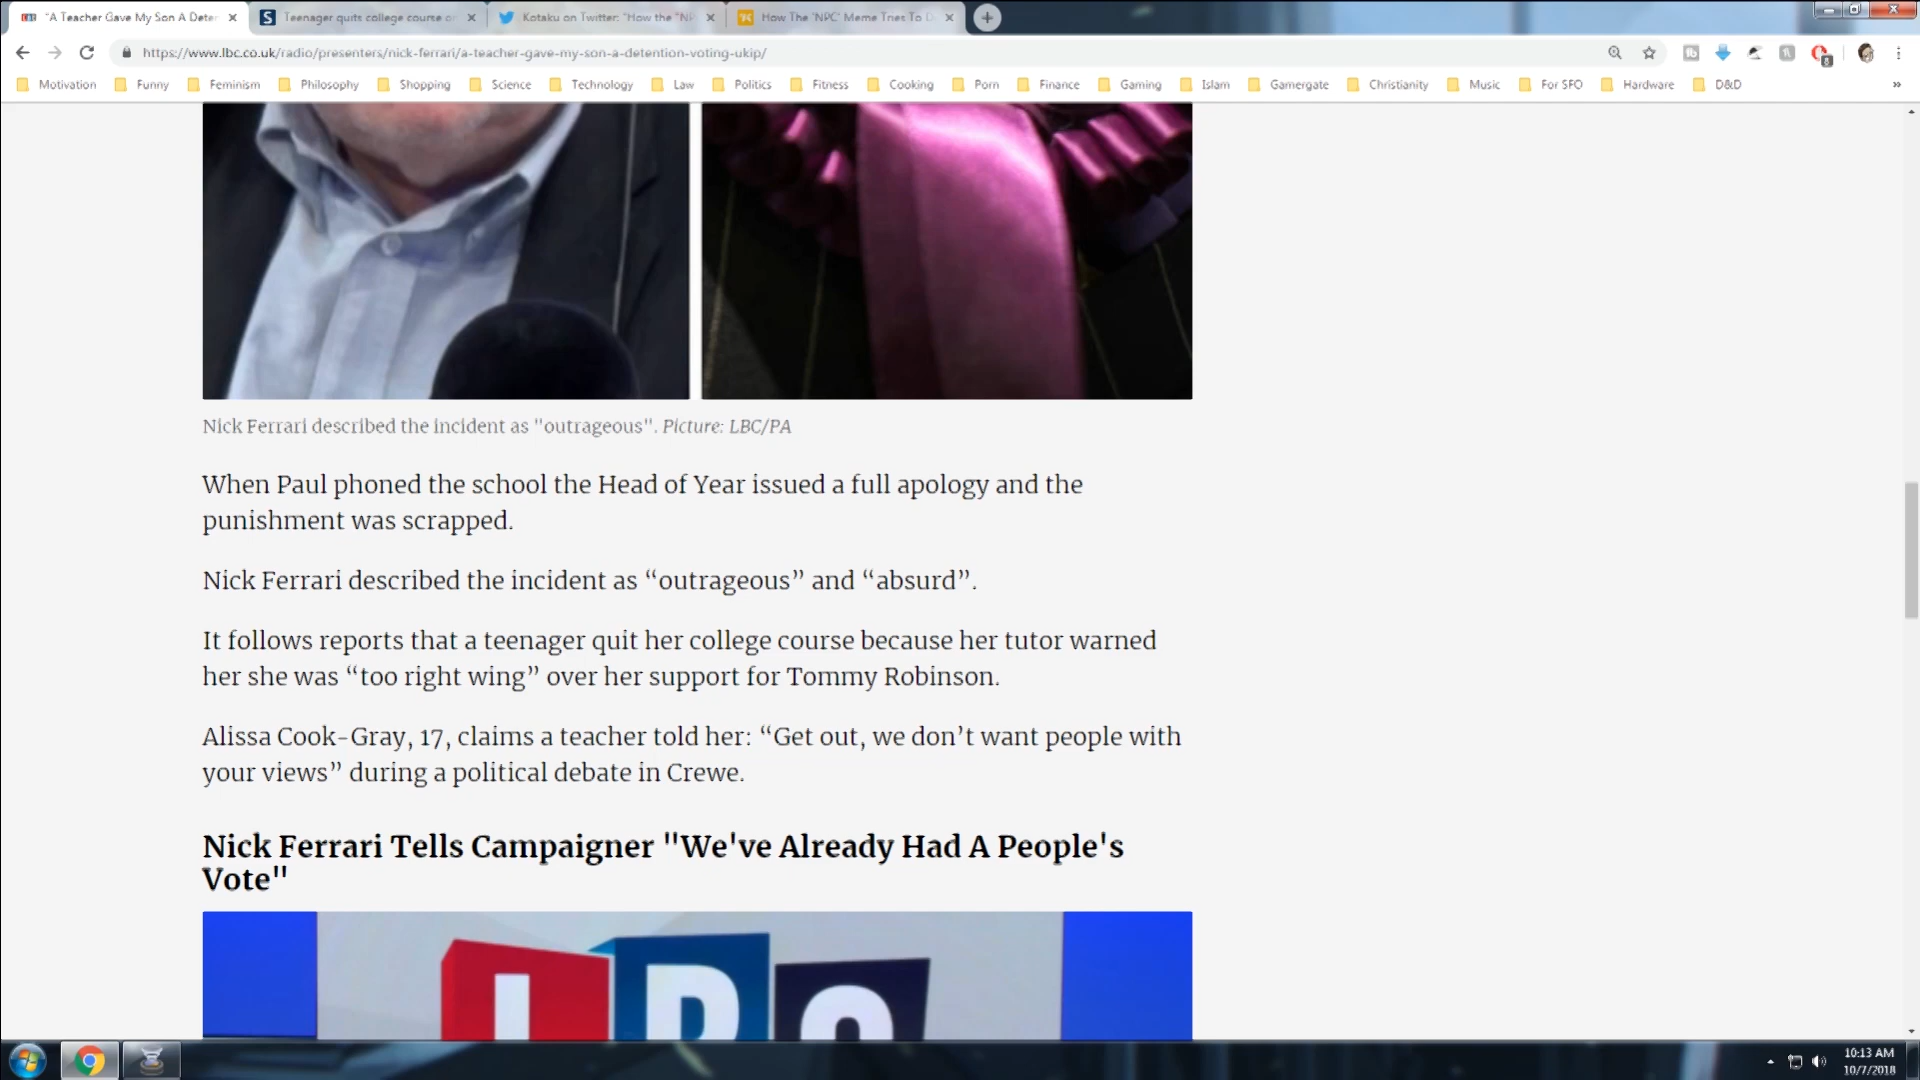 "A Teacher Gave My Son A Deter
Teenager quits college course o
Kotaku on Twitter: "How the "NP
How The 'NPC' Meme Tries To D
https://www.lbc.co.uk/radio/presenters/nick-ferrari/a-teacher-gave-my-son-a-detention-voting-ukip/
Motivation Funny Feminism Philosophy Shopping Science Technology Law Politics Fitness Cooking Porn Finance Gaming Islam Gamergate Christianity Music For SFO Hardware D&D »
Nick Ferrari described the incident as "outrageous". Picture: LBC/PA
When Paul phoned the school the Head of Year issued a full apology and the
punishment was scrapped.
Nick Ferrari described the incident as “outrageous” and “absurd”.
It follows reports that a teenager quit her college course because her tutor warned
her she was “too right wing” over her support for Tommy Robinson.
Alissa Cook-Gray, 17, claims a teacher told her: “Get out, we don’t want people with
your views” during a political debate in Crewe.
Nick Ferrari Tells Campaigner "We've Already Had A People's
Vote"
LBC
10:13 AM
10/7/2018